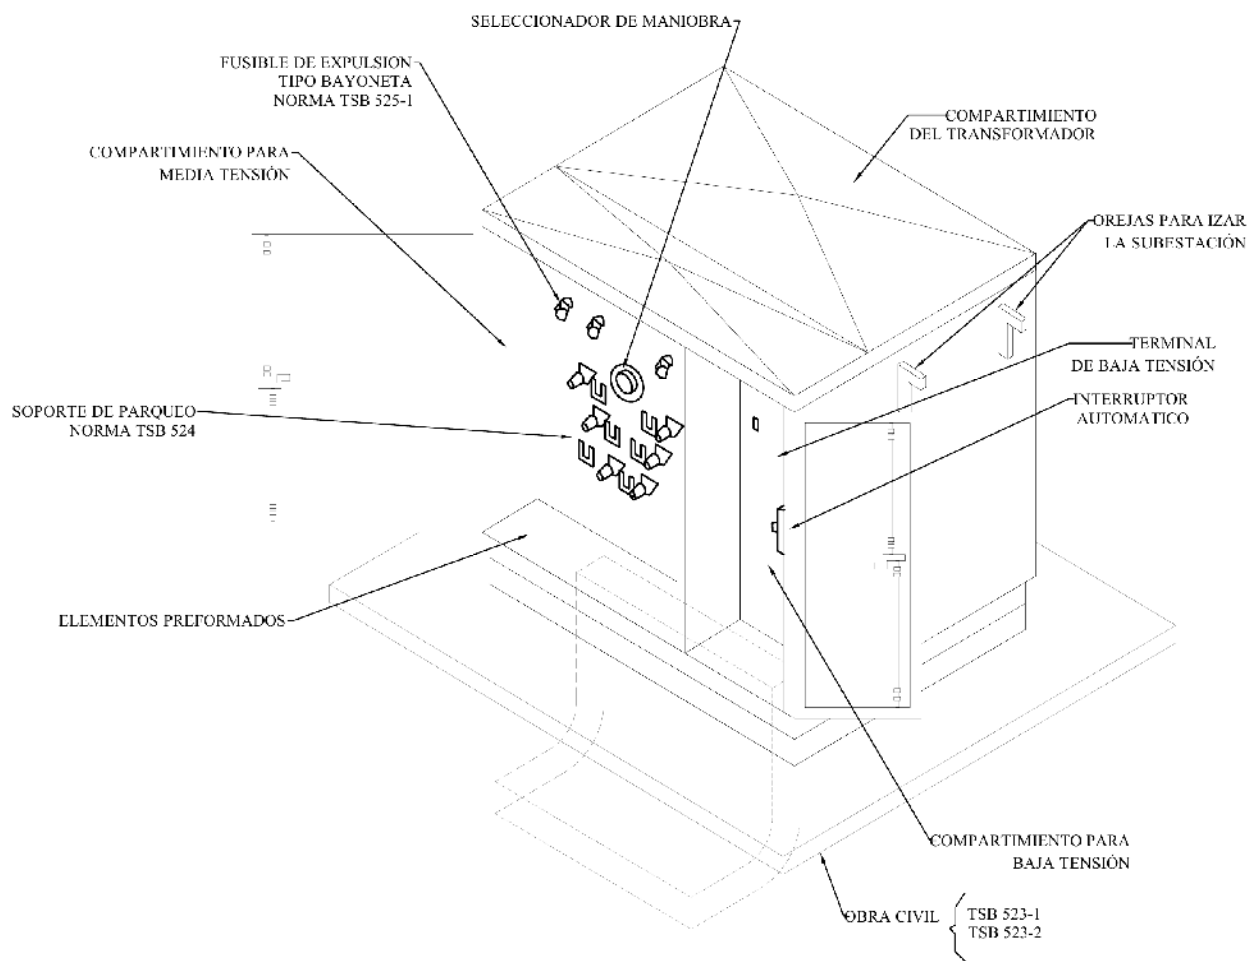 SELECCIONADOR DE MANIOBRA
FUSIBLE DE EXPULSION
TIPO BAYONETA
NORMA TSB 525-1
COMPARTIMIENTO
DEL TRANSFORMADOR
COMPARTIMIENTO PARA
MEDIA TENSIÓN
OREJAS PARA IZAR
LA SUBESTACIÓN
TERMINAL
DE BAJA TENSIÓN
INTERRUPTOR
AUTOMATICO
SOPORTE DE PARQUEO
NORMA TSB 524
ELEMENTOS PREFORMADOS
COMPARTIMIENTO PARA
BAJA TENSIÓN
OBRA CIVIL
TSB 523-1
TSB 523-2